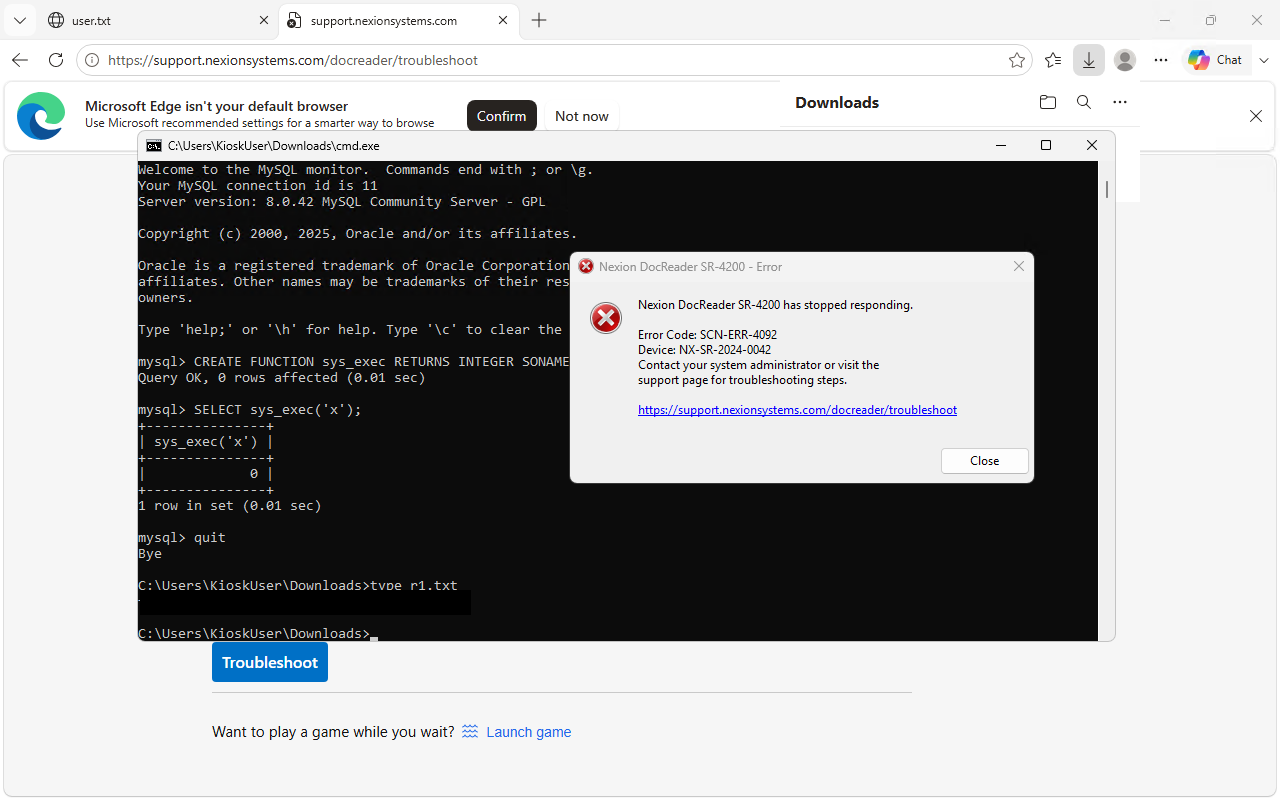 user.txt
support.nexionsystems.com
https://support.nexionsystems.com/docreader/troubleshoot
Chat
Microsoft Edge isn't your default browser
Use Microsoft recommended settings for a smarter way to browse
Confirm
Not now
Downloads
C:\Users\KioskUser\Downloads\cmd.exe
Welcome to the MySQL monitor.  Commands end with ; or \g.
Your MySQL connection id is 11
Server version: 8.0.42 MySQL Community Server - GPL
Copyright (c) 2000, 2025, Oracle and/or its affiliates.
Oracle is a registered trademark of Oracle Corporation
affiliates. Other names may be trademarks of their res
owners.
Type 'help;' or '\h' for help. Type '\c' to clear the
mysql> CREATE FUNCTION sys_exec RETURNS INTEGER SONAME
Query OK, 0 rows affected (0.01 sec)
mysql> SELECT sys_exec('x');
+---------------+
| sys_exec('x') |
+---------------+
|             0 |
+---------------+
1 row in set (0.01 sec)
mysql> quit
Bye
C:\Users\KioskUser\Downloads>type r1.txt
C:\Users\KioskUser\Downloads>
Nexion DocReader SR-4200 - Error
Nexion DocReader SR-4200 has stopped responding.
Error Code: SCN-ERR-4092
Device: NX-SR-2024-0042
Contact your system administrator or visit the
support page for troubleshooting steps.
https://support.nexionsystems.com/docreader/troubleshoot
Close
Troubleshoot
Want to play a game while you wait?
Launch game